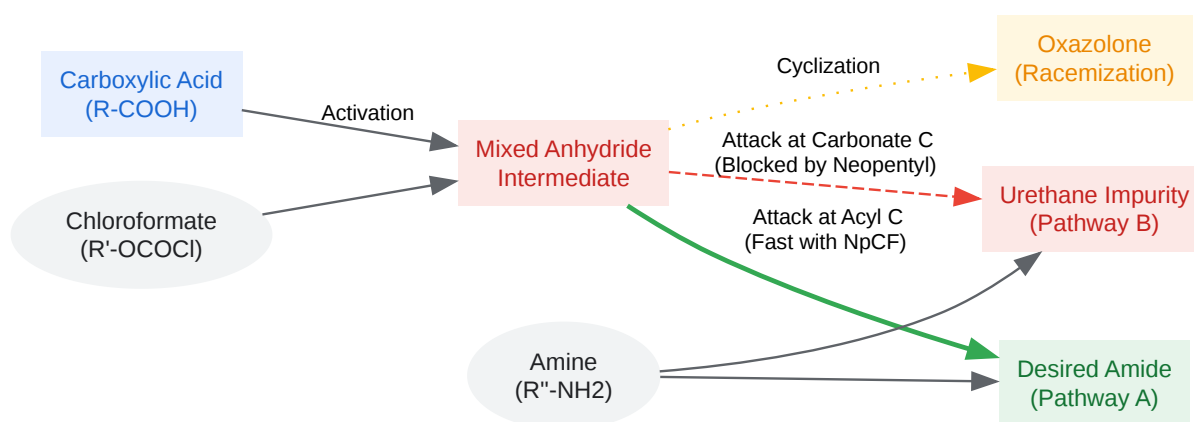 Oxazolone
(Racemization)
Cyclization
Carboxylic Acid
(R-COOH)
Activation
Mixed Anhydride
Intermediate
Attack at Carbonate C
(Blocked by Neopentyl)
Urethane Impurity
(Pathway B)
Chloroformate
(R'-OCOCl)
Attack at Acyl C
(Fast with NpCF)
Amine
(R''-NH2)
Desired Amide
(Pathway A)